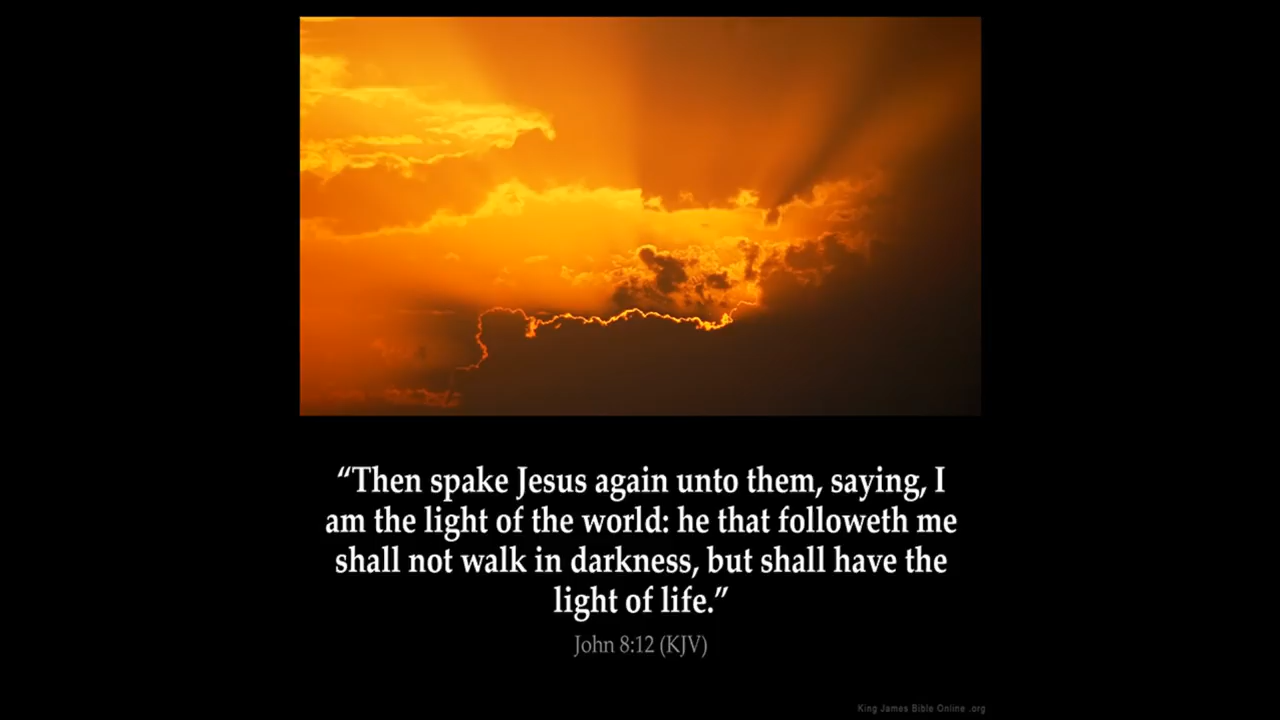 “Then spake Jesus again unto them, saying, I
am the light of the world: he that followeth me
shall not walk in darkness, but shall have the
light of life.”
John 8:12 (KJV)
King James Bible Online .org